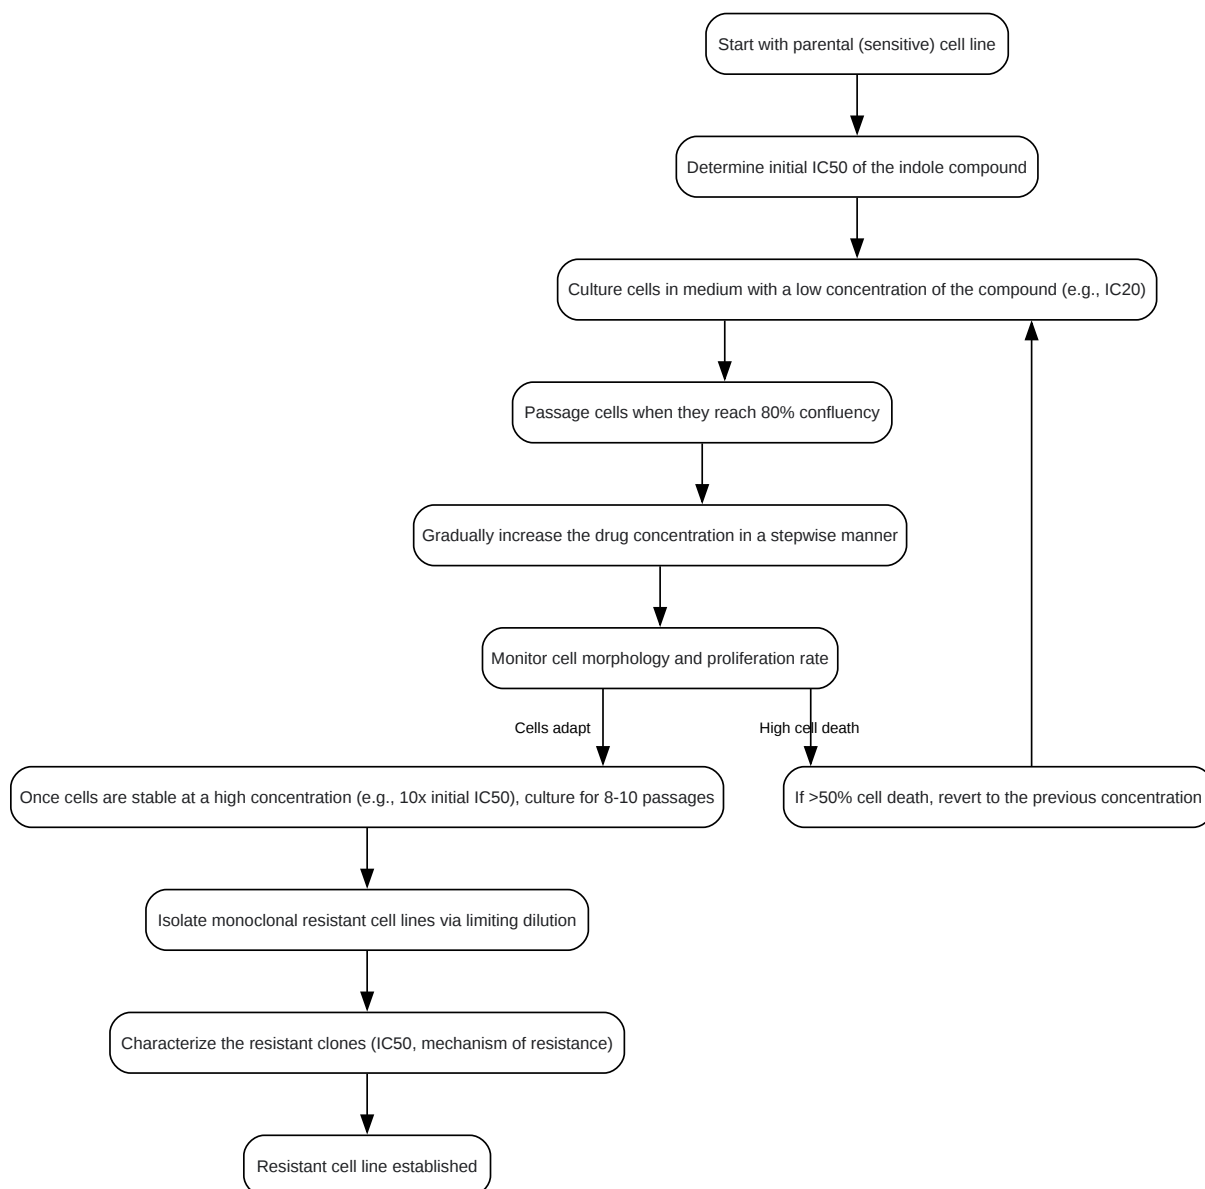 Start with parental (sensitive) cell line
Determine initial IC50 of the indole compound
Culture cells in medium with a low concentration of the compound (e.g., IC20)
Passage cells when they reach 80% confluency
Gradually increase the drug concentration in a stepwise manner
Monitor cell morphology and proliferation rate
Cells adapt
High cell death
Once cells are stable at a high concentration (e.g., 10x initial IC50), culture for 8-10 passages
If >50% cell death, revert to the previous concentration
Isolate monoclonal resistant cell lines via limiting dilution
Characterize the resistant clones (IC50, mechanism of resistance)
Resistant cell line established